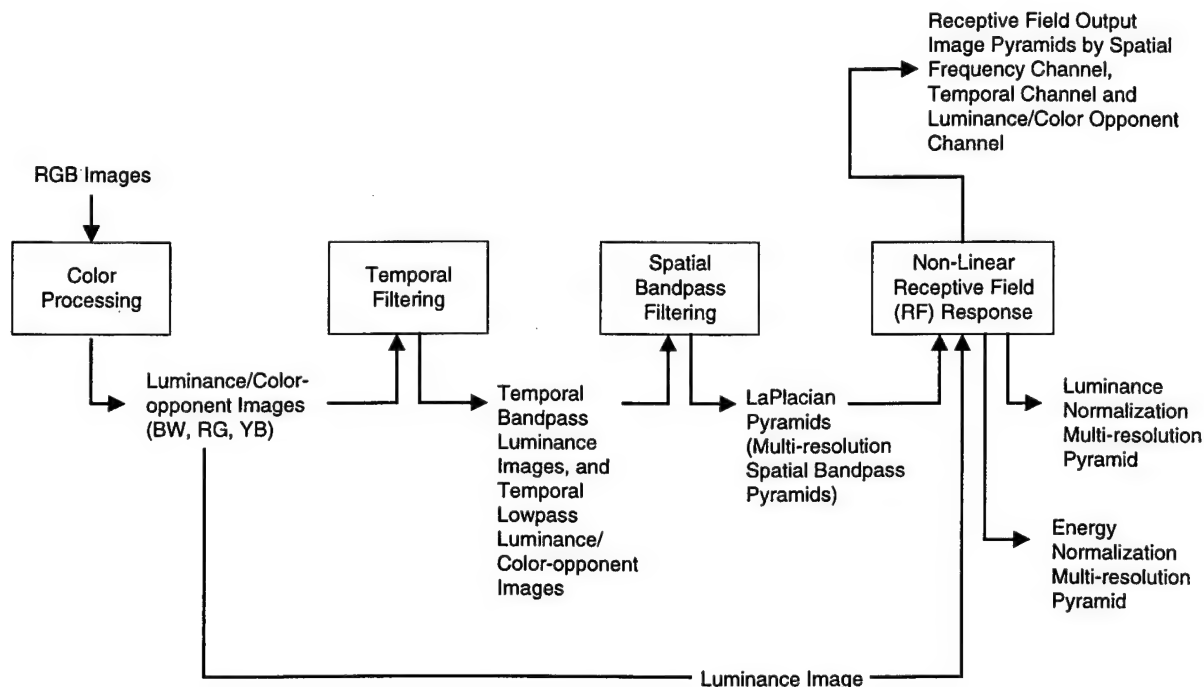 Receptive Field Output
Image Pyramids by Spatial
Frequency Channel,
Temporal Channel and
Luminance/Color Opponent
Channel
RGB Images
Color
Processing
Temporal
Filtering
Spatial
Bandpass
Filtering
Non-Linear
Receptive Field
(RF) Response
Luminance/Color-
opponent Images
(BW, RG, YB)
Temporal
Bandpass
Luminance
Images, and
Temporal
Lowpass
Luminance/
Color-opponent
Images
LaPlacian
Pyramids
(Multi-resolution
Spatial Bandpass
Pyramids)
Luminance
Normalization
Multi-resolution
Pyramid
Energy
Normalization
Multi-resolution
Pyramid
Luminance Image